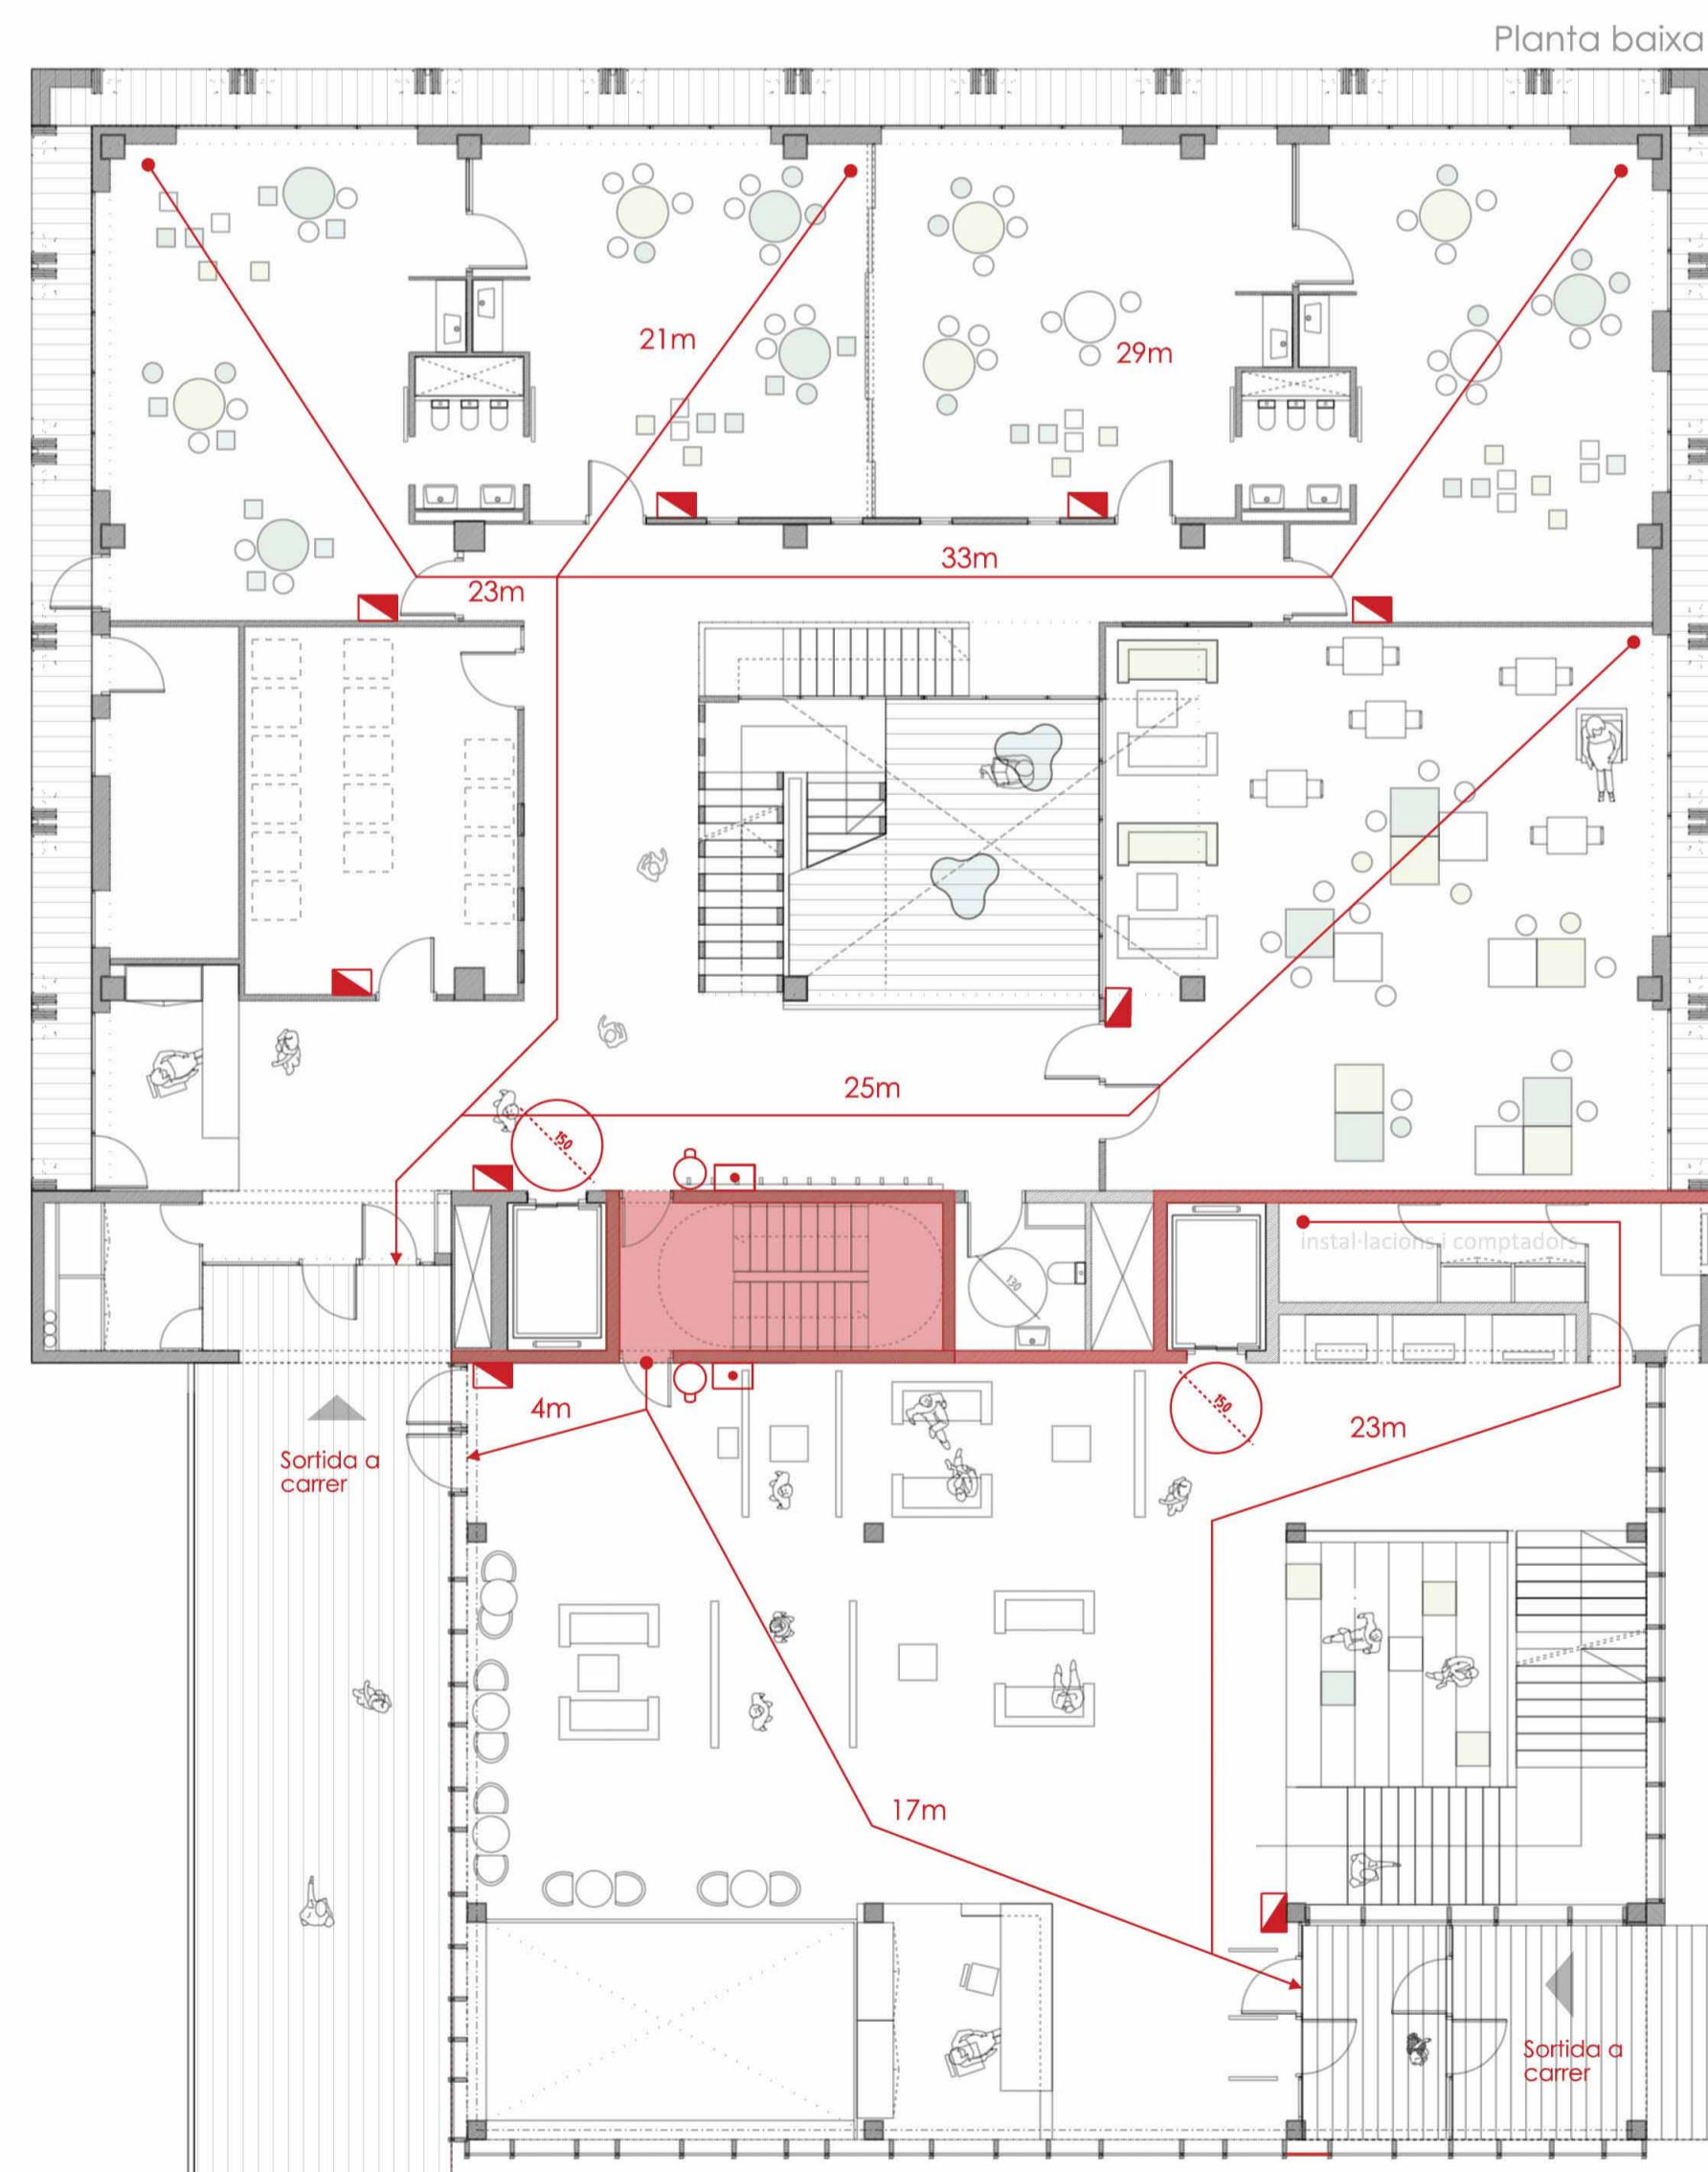 Planta baixa
21m
29m
33m
23m
25m
150
instal·lacions i comptadors
130
4m
150
23m
Sortida a
carrer
17m
Sortida a
carrer